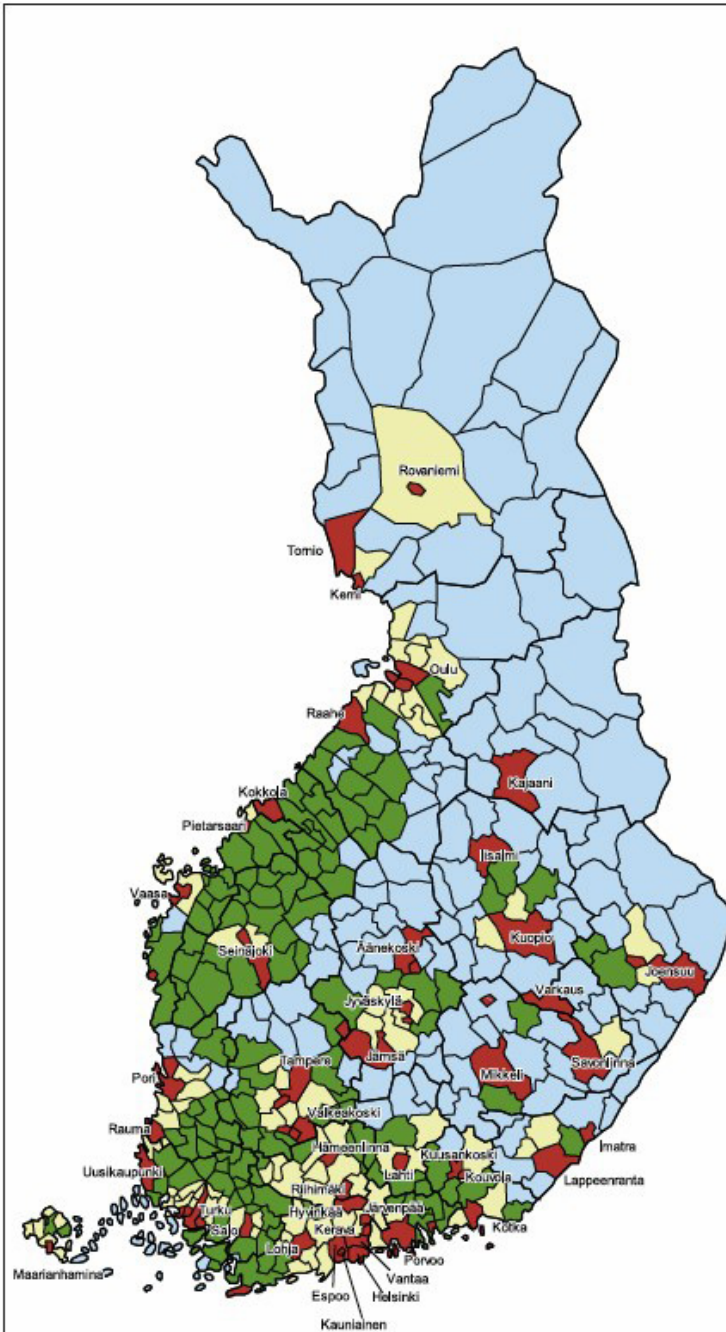 Rovaniemi
Tornio
Kemi
Oulu
Raahe
Kajaani
Kokkola
Pietarsaari
Iisalmi
Vaasa
Kuopio
Seinäjoki
Äänekoski
Joensuu
Varkaus
Jyväskylä
Jämsä
Savonlinna
Tampere
Mikkeli
Pori
Valkeakoski
Rauma
Hämeenlinna
Imatra
Kuusankoski
Uusikaupunki
Lahti
Kouvola
Lappeenranta
Riihimäki
Turku
Hyvinkää
Järvenpää
Salo
Kerava
Kotka
Lohja
Porvoo
Maarianhamina
Vantaa
Espoo
Helsinki
Kauniainen